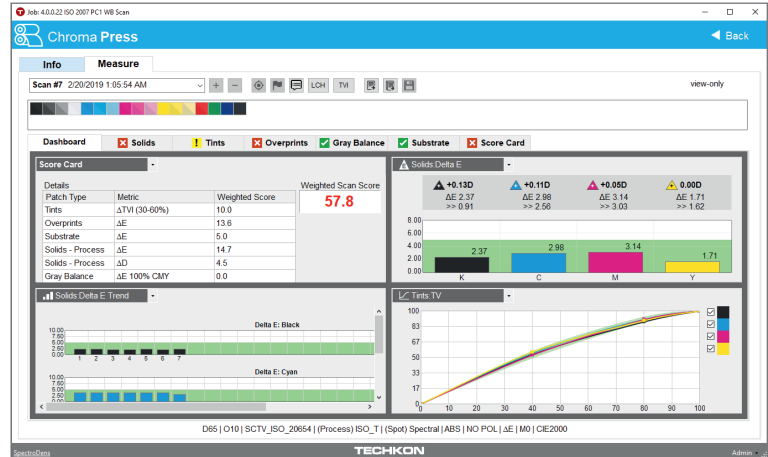 Job: 4.0.0.22 ISO 2007 PC1 WB Scan
Chroma Press
Back
Info Measure
Scan #7 2/20/2019 1:05:54 AM
LCH TVI
view-only
Dashboard Solids Tints Overprints Gray Balance Substrate Score Card
Score Card
Details
Weighted Scan Score
57.8
Patch Type Metric Weighted Score
Tints ΔTVI (30-60%) 10.0
Overprints ΔE 13.6
Substrate ΔE 5.0
Solids - Process ΔE 14.7
Solids - Process ΔD 4.5
Gray Balance ΔE 100% CMY 0.0
Solids:Delta E
+0.13D +0.11D +0.05D 0.00D
ΔE 2.37 ΔE 2.98 ΔE 3.14 ΔE 1.71
>> 0.91 >> 2.56 >> 3.03 >> 1.62
8.00
6.00
4.00
2.00
0.00
2.37 2.98 3.14 1.71
K C M Y
Solids:Delta E Trend
Delta E: Black
10.00
7.50
5.00
2.50
0.00
1 2 3 4 5 6 7
Delta E: Cyan
10.00
7.50
5.00
2.50
Tints:TV
100
83
67
50
33
17
0
0 10 20 30 40 50 60 70 80 90 100
D65 | O10 | SCTV_ISO_20654 | (Process) ISO_T | (Spot) Spectral | ABS | NO POL | ΔE | M0 | CIE2000
SpectroDens
TECHKON
Admin